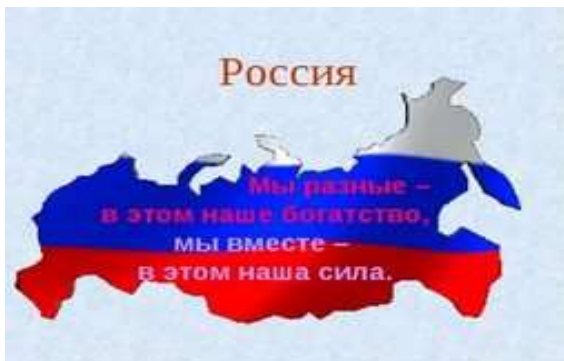 Россия
Мы разные –
в этом наше богатство,
мы вместе –
в этом наша сила.